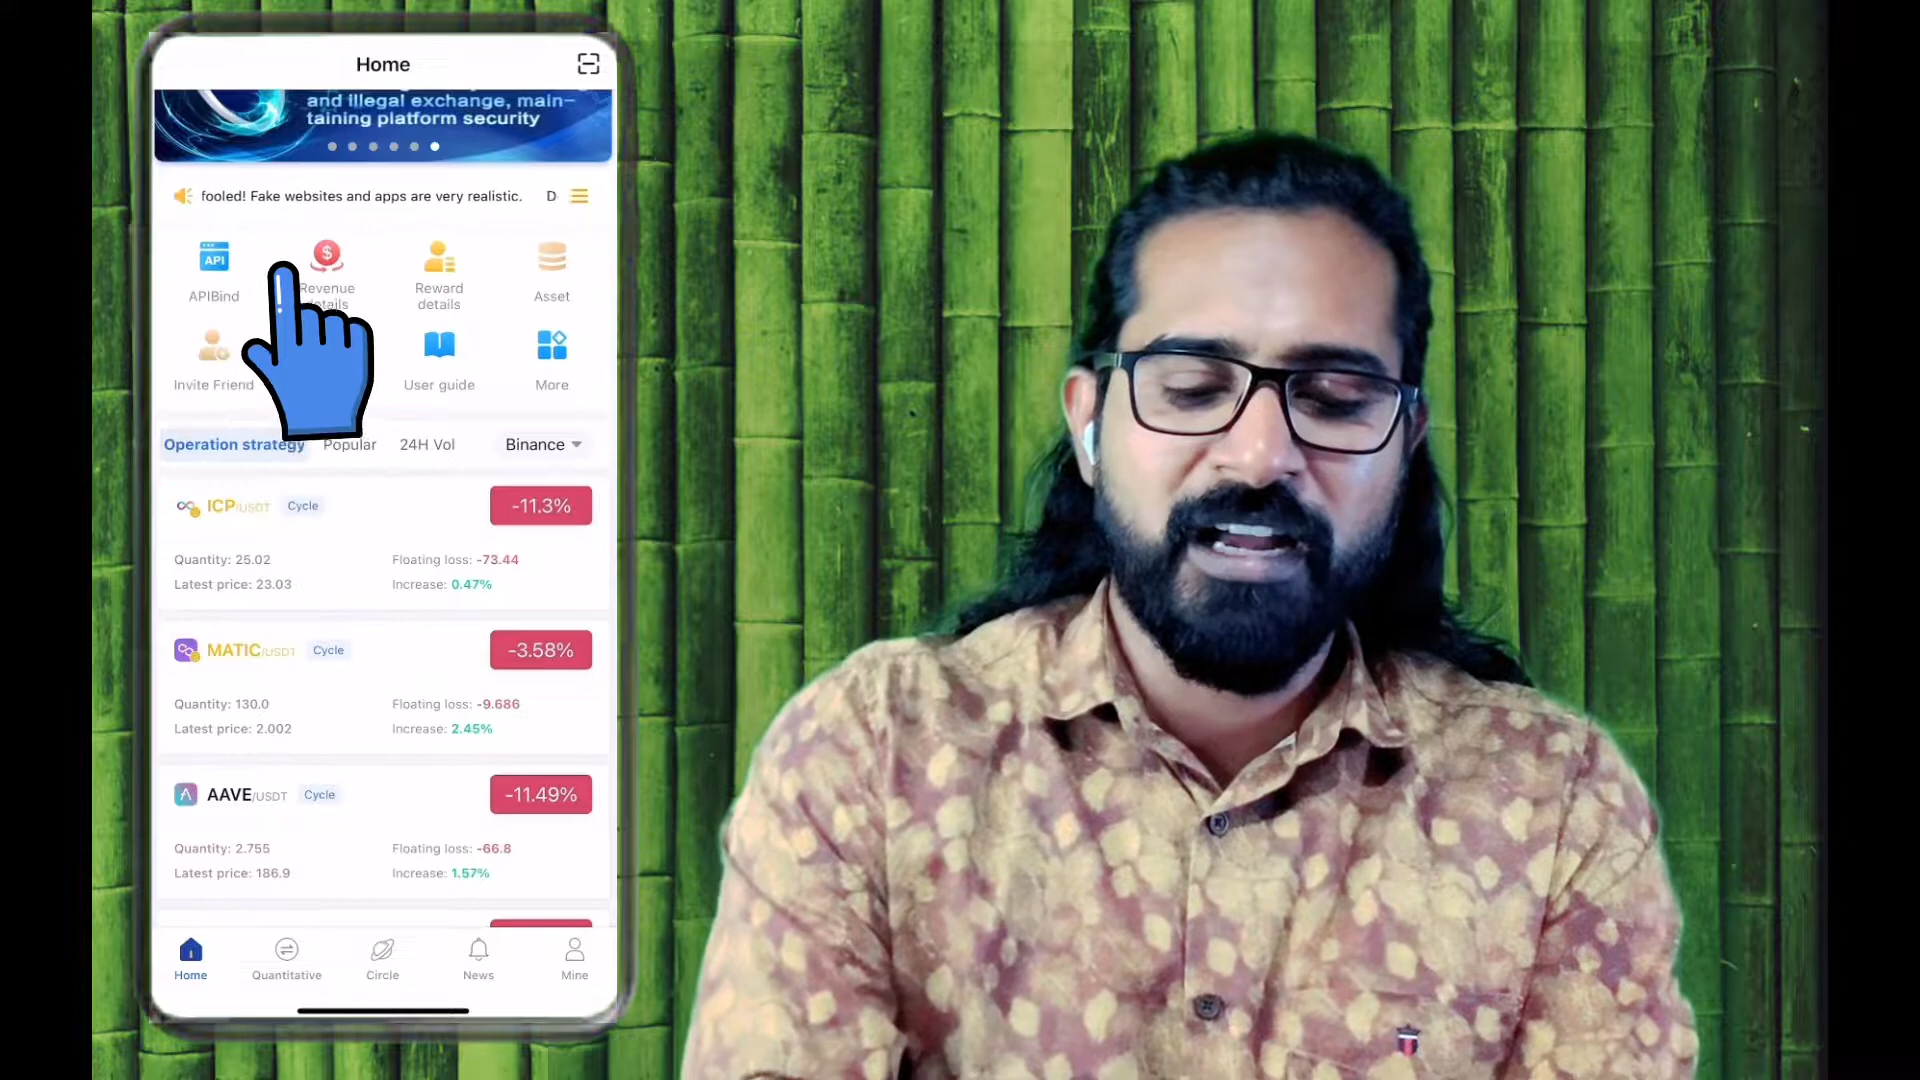 Home
and illegal exchange, main-
taining platform security
fooled! Fake websites and apps are very realistic. D
API
$
APIBind
Revenue
details
Reward
details
Asset
Invite Friend
User guide
More
Operation strategy Popular 24H Vol Binance
ICP/USDT Cycle -11.3%
Quantity: 25.02 Floating loss: -73.44
Latest price: 23.03 Increase: 0.47%
MATIC/USDT Cycle -3.58%
Quantity: 130.0 Floating loss: -9.686
Latest price: 2.002 Increase: 2.45%
AAVE/USDT Cycle -11.49%
Quantity: 2.755 Floating loss: -66.8
Latest price: 186.9 Increase: 1.57%
Home Quantitative Circle News Mine